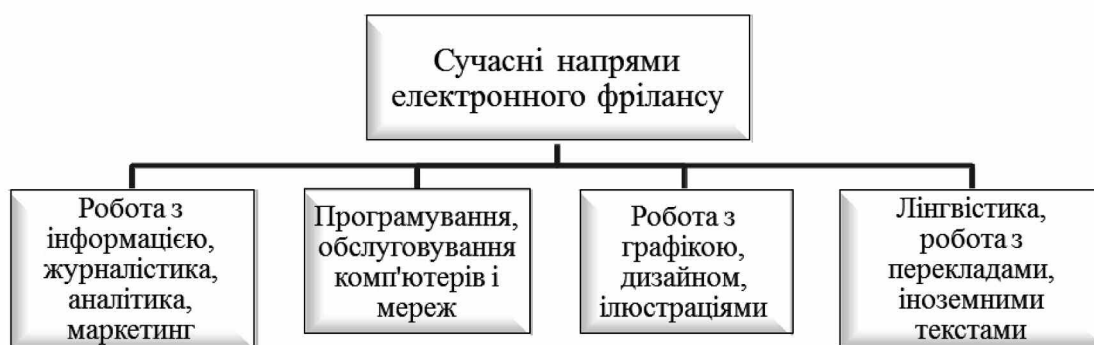 Сучасні напрями
електронного фрілансу
Робота з
інформацією,
журналістика,
аналітика,
маркетинг
Програмування,
обслуговування
комп'ютерів і
мереж
Робота з
графікою,
дизайном,
ілюстраціями
Лінгвістика,
робота з
перекладами,
іноземними
текстами